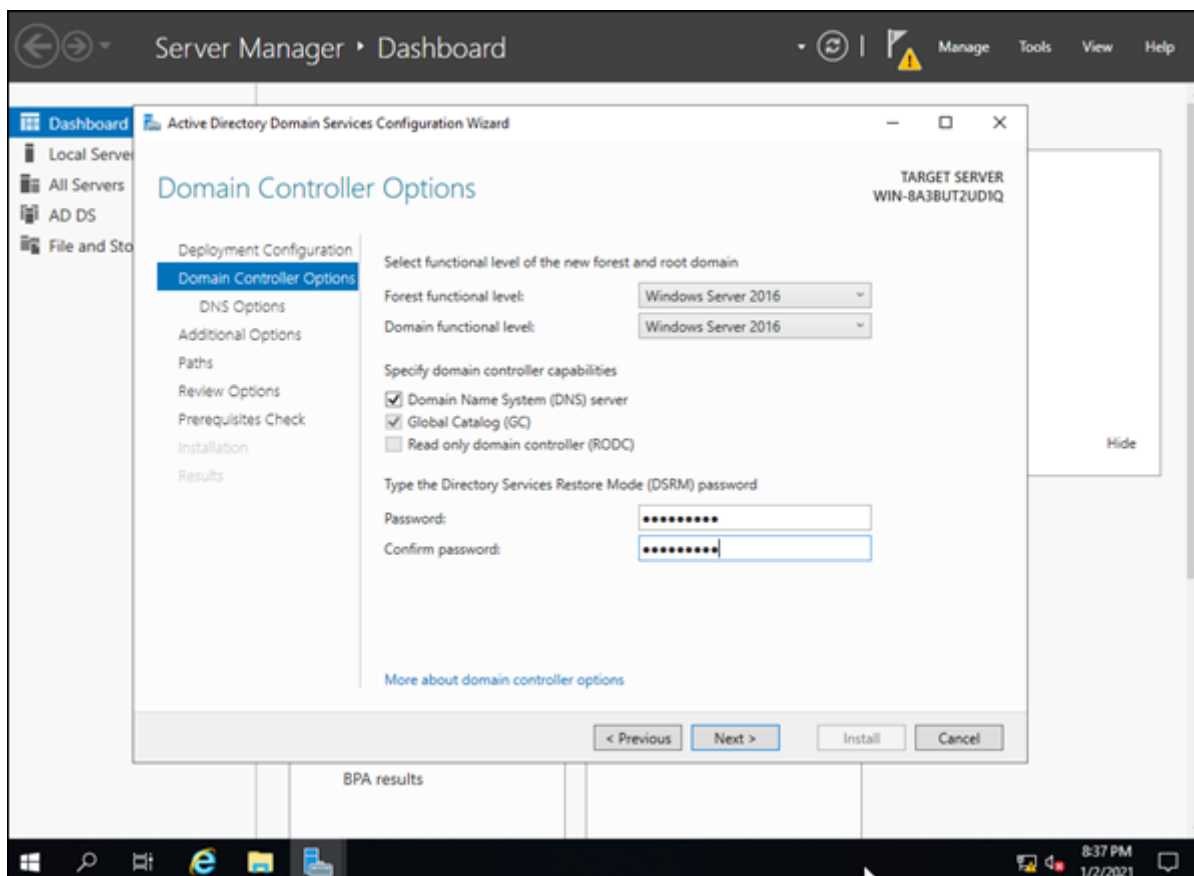 Server Manager ‣ Dashboard
Manage Tools View Help
Dashboard
Local Server
All Servers
AD DS
File and Sto
Active Directory Domain Services Configuration Wizard
Domain Controller Options
TARGET SERVER
WIN-8A3BUT2UD1Q
Deployment Configuration
Domain Controller Options
DNS Options
Additional Options
Paths
Review Options
Prerequisites Check
Installation
Results
Select functional level of the new forest and root domain
Forest functional level: Windows Server 2016
Domain functional level: Windows Server 2016
Specify domain controller capabilities
Domain Name System (DNS) server
Global Catalog (GC)
Read only domain controller (RODC)
Type the Directory Services Restore Mode (DSRM) password
Password: •••••••••
Confirm password: •••••••••
More about domain controller options
< Previous Next > Install Cancel
Hide
BPA results
8:37 PM
1/2/2021